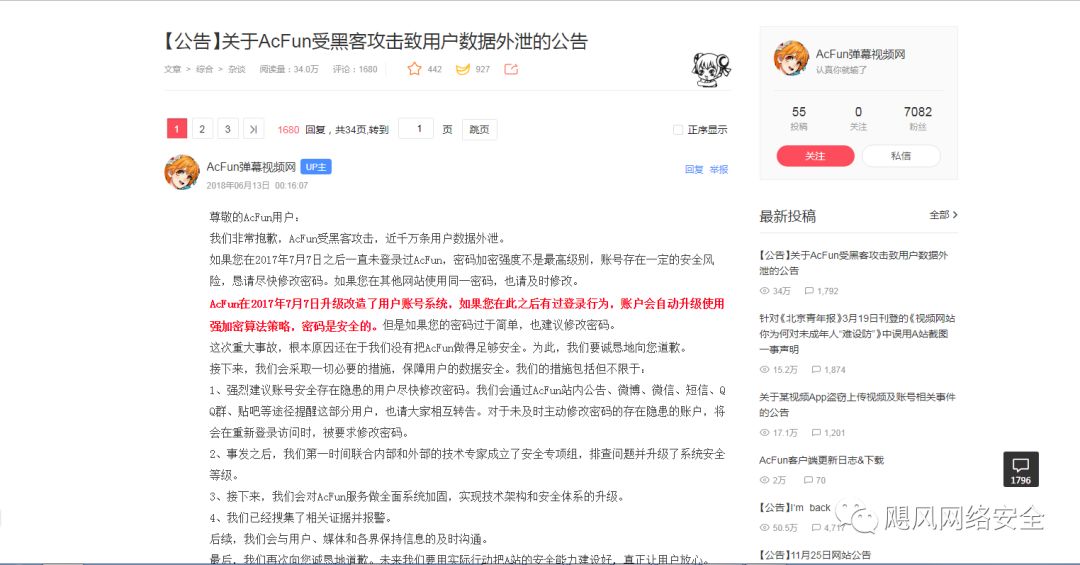 【公告】关于AcFun受黑客攻击致用户数据外泄的公告
文章 > 综合 > 杂谈 阅读量：34.0万 评论：1680 442 927
1 2 3 1680 回复，共34页,转到 1 页 跳页 正序显示
AcFun弹幕视频网 UP主
2018年06月13日 00:16:07
回复 举报
尊敬的AcFun用户：
我们非常抱歉，AcFun受黑客攻击，近千万条用户数据外泄。
如果您在2017年7月7日之后一直未登录过AcFun，密码加密强度不是最高级别，账号存在一定的安全风
险，恳请尽快修改密码。如果您在其他网站使用同一密码，也请及时修改。
AcFun在2017年7月7日升级改造了用户账号系统，如果您在此之后有过登录行为，账户会自动升级使用
强加密算法策略，密码是安全的。但是如果您的密码过于简单，也建议修改密码。
这次重大事故，根本原因还在于我们没有把AcFun做得足够安全。为此，我们要诚恳地向您道歉。
接下来，我们会采取一切必要的措施，保障用户的数据安全。我们的措施包括但不限于：
1、强烈建议账号安全存在隐患的用户尽快修改密码。我们会通过AcFun站内公告、微博、微信、短信、Q
Q群、贴吧等途径提醒这部分用户，也请大家相互转告。对于未及时主动修改密码的存在隐患的账户，将
会在重新登录访问时，被要求修改密码。
2、事发之后，我们第一时间联合内部和外部的技术专家成立了安全专项组，排查问题并升级了系统安全
等级。
3、接下来，我们会对AcFun服务做全面系统加固，实现技术架构和安全体系的升级。
4、我们已经搜集了相关证据并报警。
后续，我们会与用户、媒体和各界保持信息的及时沟通。
最后，我们再次向您诚恳地道歉。未来我们要用实际行动把A站的安全能力建设好，真正让用户放心。
AcFun弹幕视频网
认真你就输了
55 0 7082
投稿 关注 粉丝
关注 私信
最新投稿 全部
【公告】关于AcFun受黑客攻击致用户数据外
泄的公告
34万 1,792
针对《北京青年报》3月19日刊登的《视频网站
你为何对未成年人“难设防”》中误用A站截图
一事声明
15.2万 1,874
关于某视频App盗窃上传视频及账号相关事件
的公告
17.1万 1,201
AcFun客户端更新日志&下载
2万 70
【公告】I'm back
50.5万 4,717
【公告】11月25日网站公告
1796
飓风网络安全